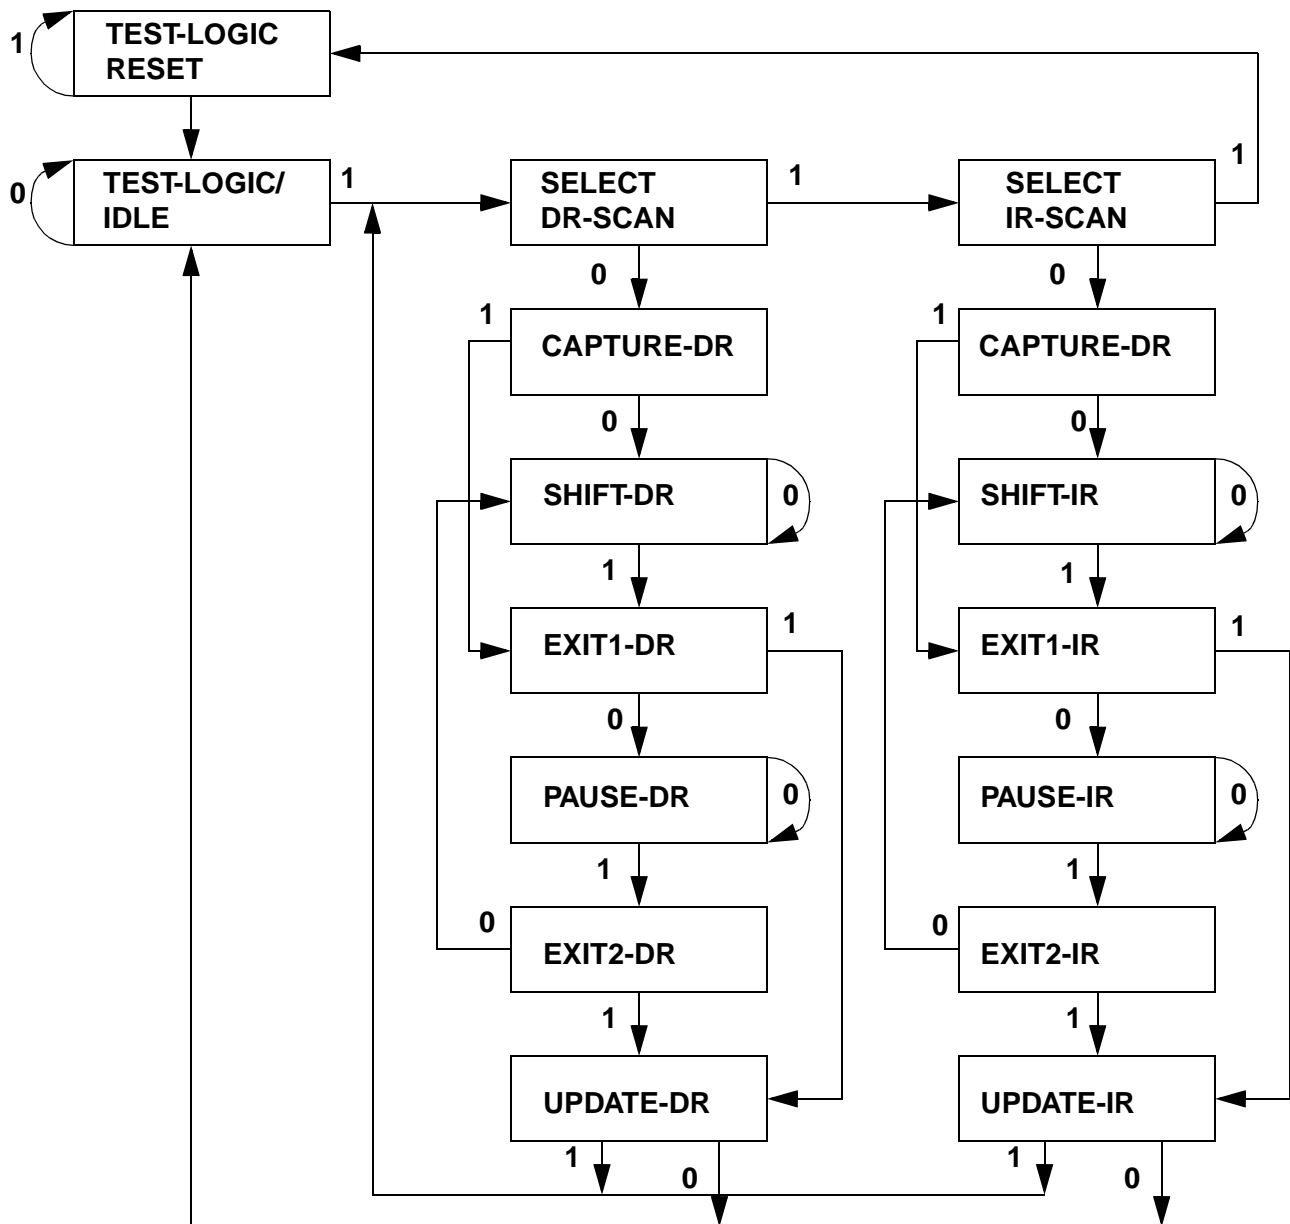 1
TEST-LOGIC
RESET
0
TEST-LOGIC/
IDLE
1
SELECT
DR-SCAN
1
SELECT
IR-SCAN
1
0
0
1
CAPTURE-DR
1
CAPTURE-DR
0
0
SHIFT-DR
0
SHIFT-IR
0
1
1
EXIT1-DR
1
EXIT1-IR
1
0
0
PAUSE-DR
0
PAUSE-IR
0
1
1
0
EXIT2-DR
0
EXIT2-IR
1
1
UPDATE-DR
UPDATE-IR
1
0
1
0